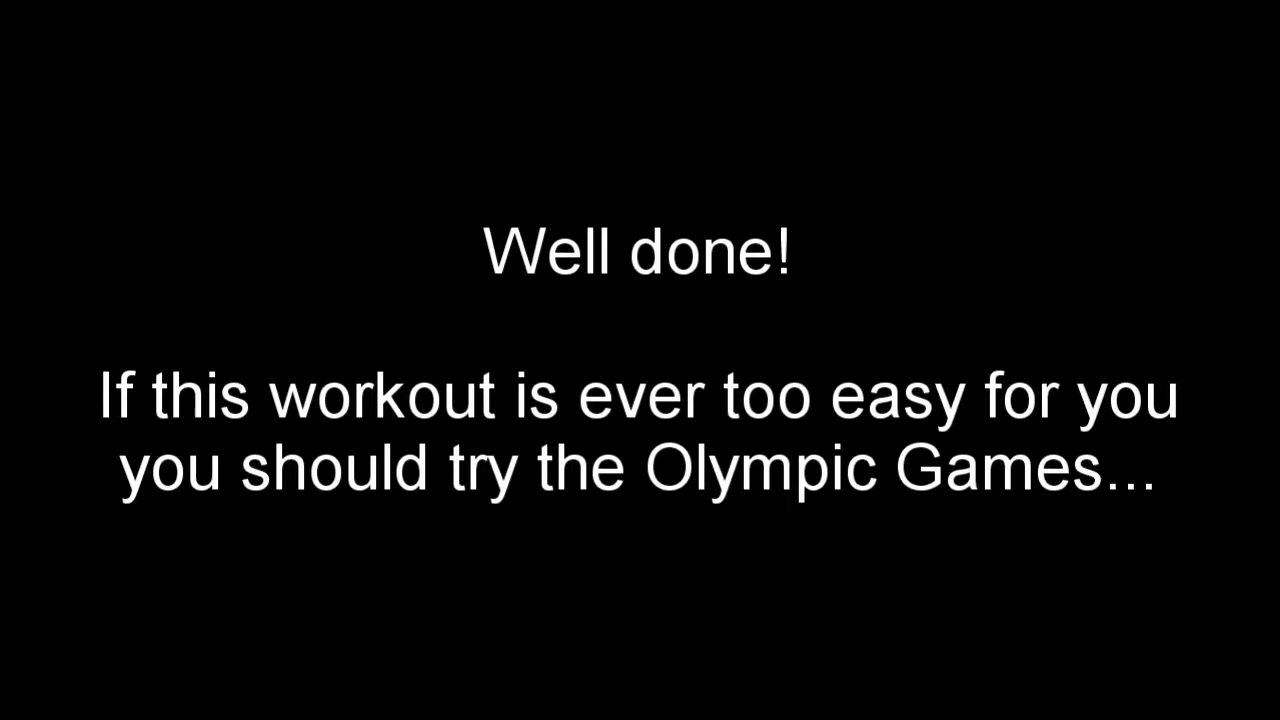 Well done!
If this workout is ever too easy for you
you should try the Olympic Games...